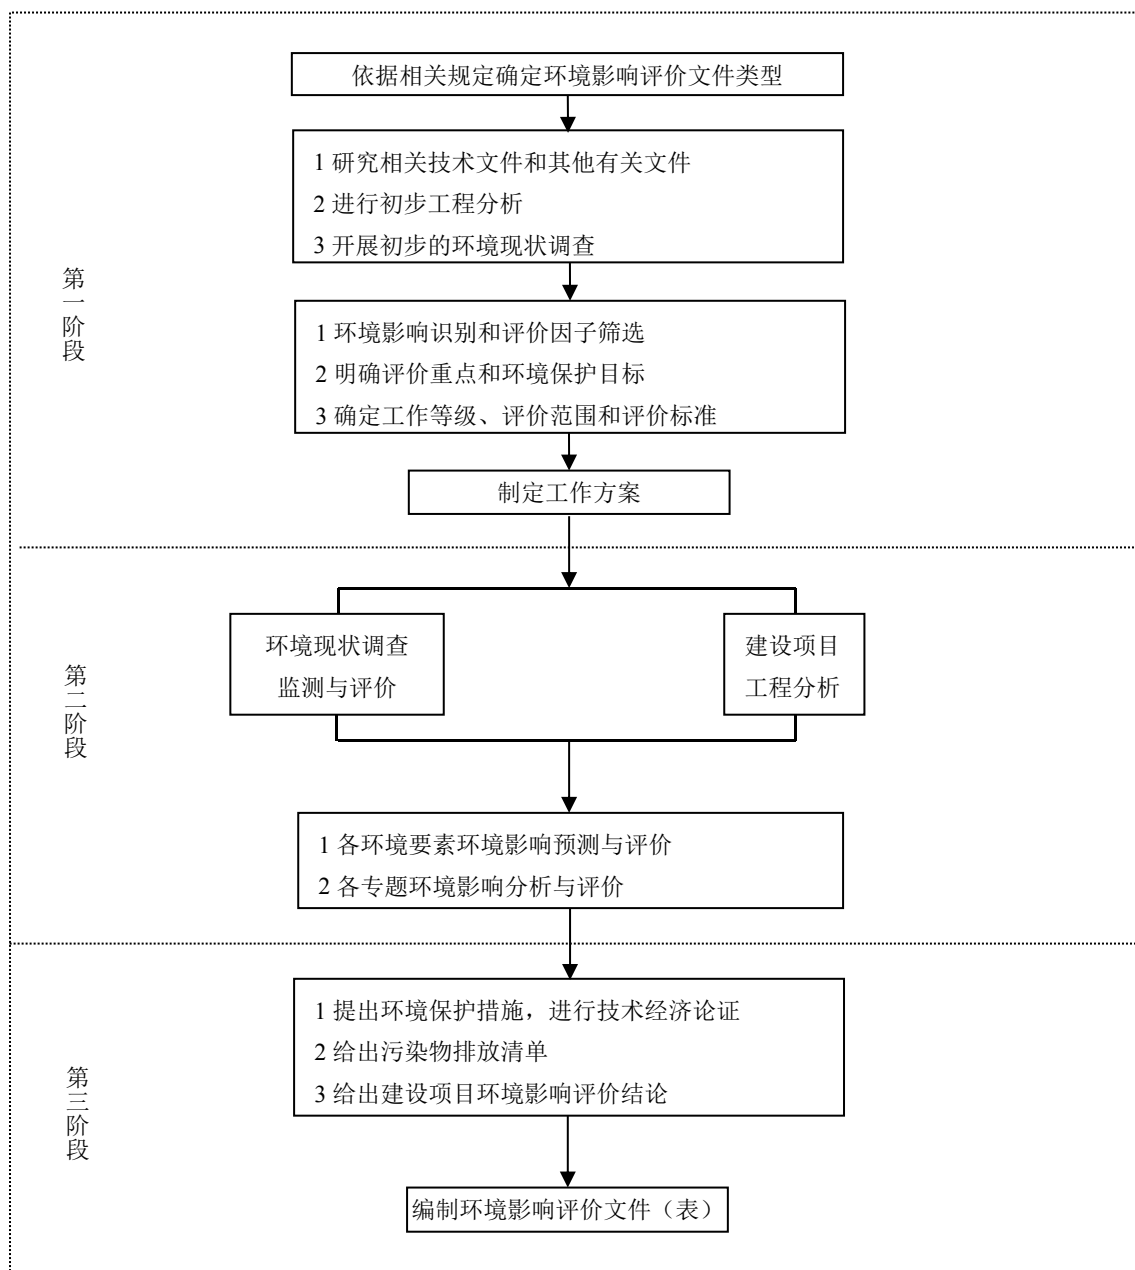 依据相关规定确定环境影响评价文件类型
1 研究相关技术文件和其他有关文件
2 进行初步工程分析
3 开展初步的环境现状调查
第一阶段
1 环境影响识别和评价因子筛选
2 明确评价重点和环境保护目标
3 确定工作等级、评价范围和评价标准
制定工作方案
第二阶段
环境现状调查
监测与评价
建设项目
工程分析
1 各环境要素环境影响预测与评价
2 各专题环境影响分析与评价
第三阶段
1 提出环境保护措施，进行技术经济论证
2 给出污染物排放清单
3 给出建设项目环境影响评价结论
编制环境影响评价文件（表）